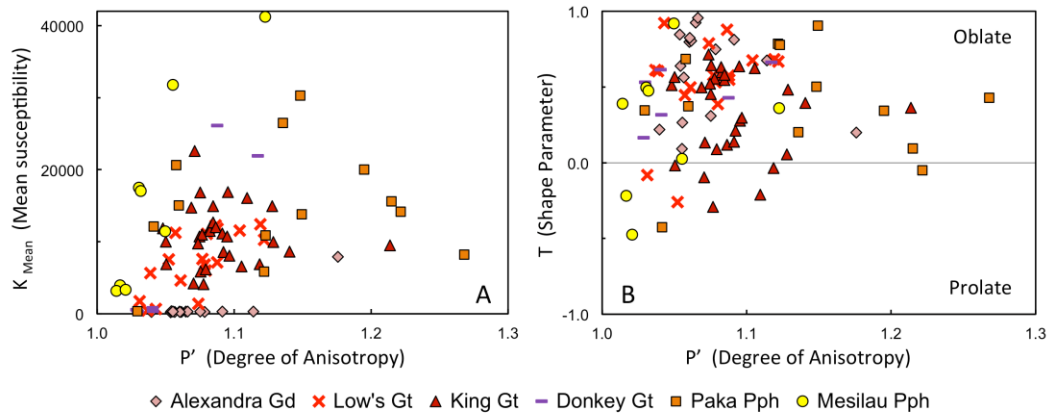 40000
20000
0
K Mean (Mean susceptibility)
A
1.0
1.1
1.2
1.3
P’ (Degree of Anisotropy)
1.0
0.0
-1.0
T (Shape Parameter)
Oblate
B
Prolate
1.0
1.1
1.2
1.3
P’ (Degree of Anisotropy)
Alexandra Gd Low's Gt King Gt Donkey Gt Paka Pph Mesilau Pph